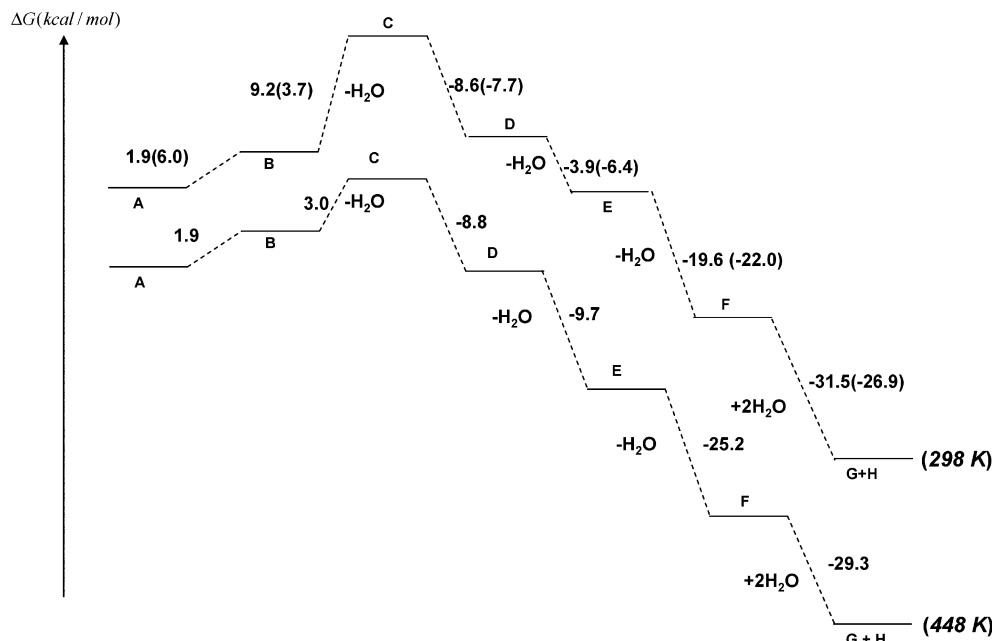 ΔG(kcal / mol)
C
9.2(3.7)
-H₂O
-8.6(-7.7)
D
1.9(6.0)
B
C
-H₂O
-3.9(-6.4)
A
3.0
-H₂O
E
1.9
B
-8.8
D
-H₂O
-19.6 (-22.0)
A
F
-H₂O
-9.7
E
-31.5(-26.9)
+2H₂O
-H₂O
-25.2
G+H
(298 K)
F
-29.3
+2H₂O
(448 K)
G + H